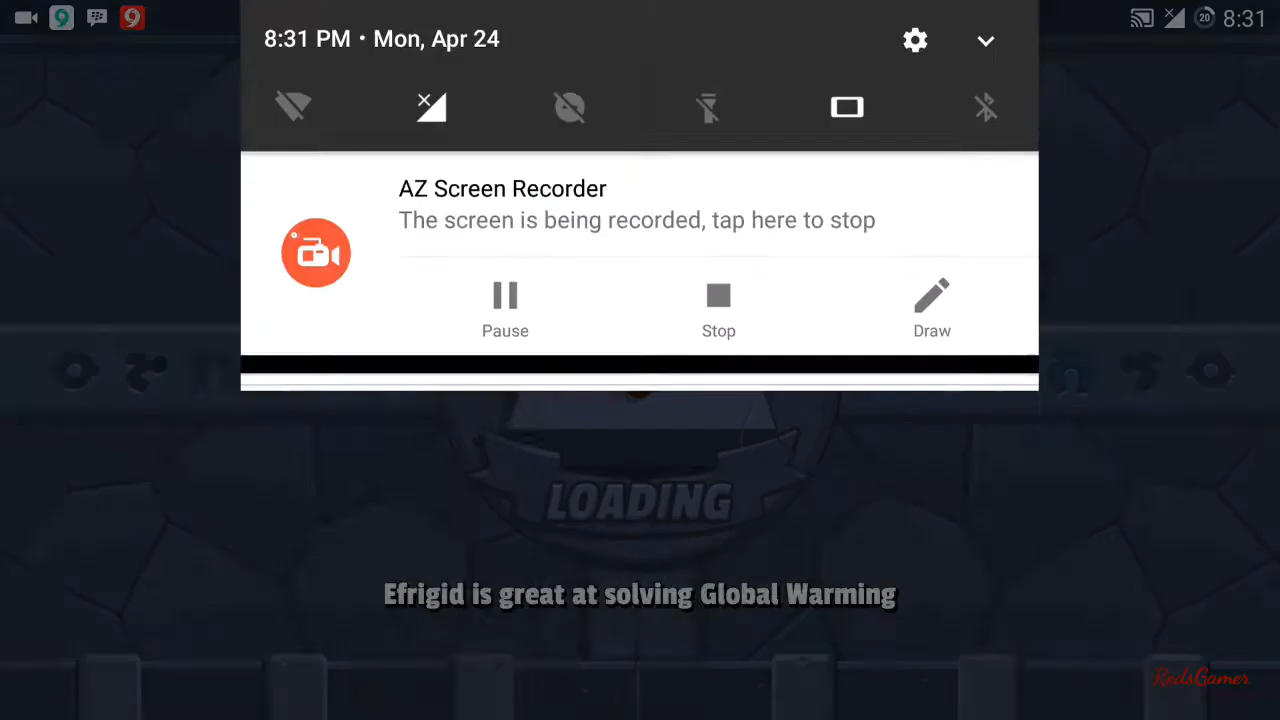 20 8:31
8:31 PM • Mon, Apr 24
AZ Screen Recorder
The screen is being recorded, tap here to stop
Pause Stop Draw
LOADING
Efrigid is great at solving Global Warming
RedsGamer